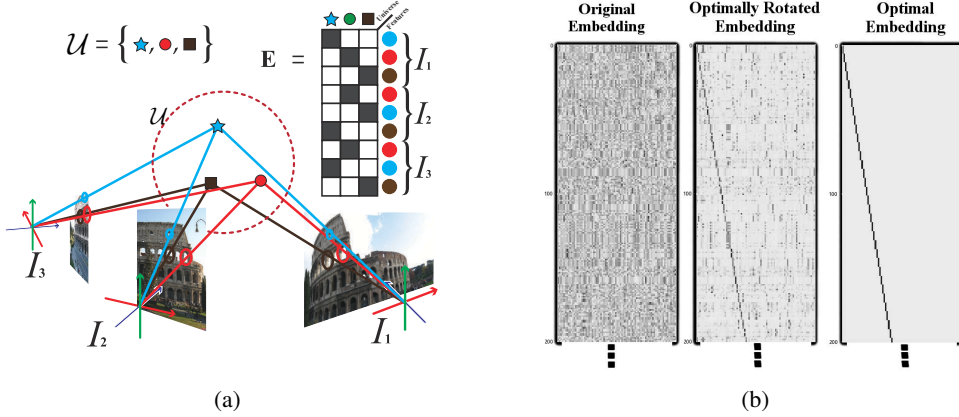 𝒰 = { , , }
E =
Universe
Features
I₁
I₂
I₃
𝒰
I₃
I₂
I₁
(a)
Original
Embedding
Optimally Rotated
Embedding
Optimal
Embedding
0
100
200
0
100
200
0
100
200
(b)